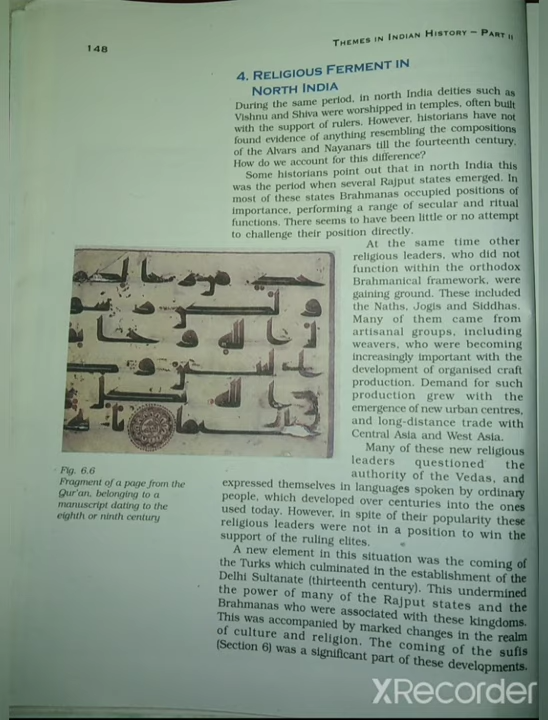 148
THEMES IN INDIAN HISTORY – PART II
4. RELIGIOUS FERMENT IN
NORTH INDIA
During the same period, in north India deities such as
Vishnu and Shiva were worshipped in temples, often built
with the support of rulers. However, historians have not
found evidence of anything resembling the compositions
of the Alvars and Nayanars till the fourteenth century.
How do we account for this difference?
Some historians point out that in north India this
was the period when several Rajput states emerged. In
most of these states Brahmanas occupied positions of
importance, performing a range of secular and ritual
functions. There seems to have been little or no attempt
to challenge their position directly.
At the same time other
religious leaders, who did not
function within the orthodox
Brahmanical framework, were
gaining ground. These included
the Naths, Jogis and Siddhas.
Many of them came from
artisanal groups, including
weavers, who were becoming
increasingly important with the
development of organised craft
production. Demand for such
production grew with the
emergence of new urban centres,
and long-distance trade with
Central Asia and West Asia.
Many of these new religious
leaders questioned the
authority of the Vedas, and
expressed themselves in languages spoken by ordinary
people, which developed over centuries into the ones
used today. However, in spite of their popularity these
religious leaders were not in a position to win the
support of the ruling elites.
A new element in this situation was the coming of
the Turks which culminated in the establishment of the
Delhi Sultanate (thirteenth century). This undermined
the power of many of the Rajput states and the
Brahmanas who were associated with these kingdoms.
This was accompanied by marked changes in the realm
of culture and religion. The coming of the sufis
(Section 6) was a significant part of these developments.
Fig. 6.6
Fragment of a page from the
Qur'an, belonging to a
manuscript dating to the
eighth or ninth century
XRecorder